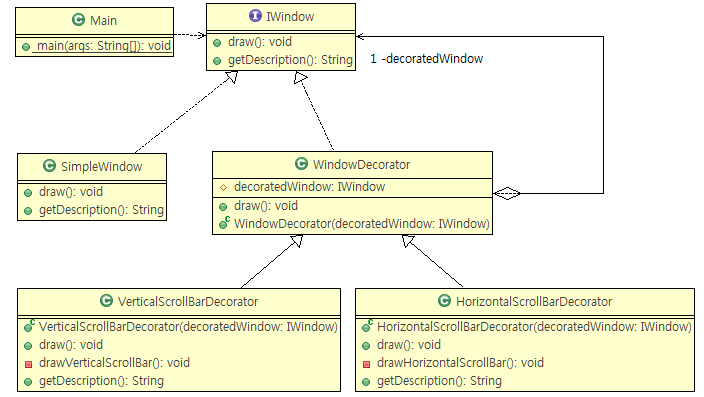 Main
main(args: String[]): void
IWindow
draw(): void
getDescription(): String
1 -decoratedWindow
SimpleWindow
draw(): void
getDescription(): String
WindowDecorator
decoratedWindow: IWindow
draw(): void
WindowDecorator(decoratedWindow: IWindow)
VerticalScrollBarDecorator
VerticalScrollBarDecorator(decoratedWindow: IWindow)
draw(): void
drawVerticalScrollBar(): void
getDescription(): String
HorizontalScrollBarDecorator
HorizontalScrollBarDecorator(decoratedWindow: IWindow)
draw(): void
drawHorizontalScrollBar(): void
getDescription(): String